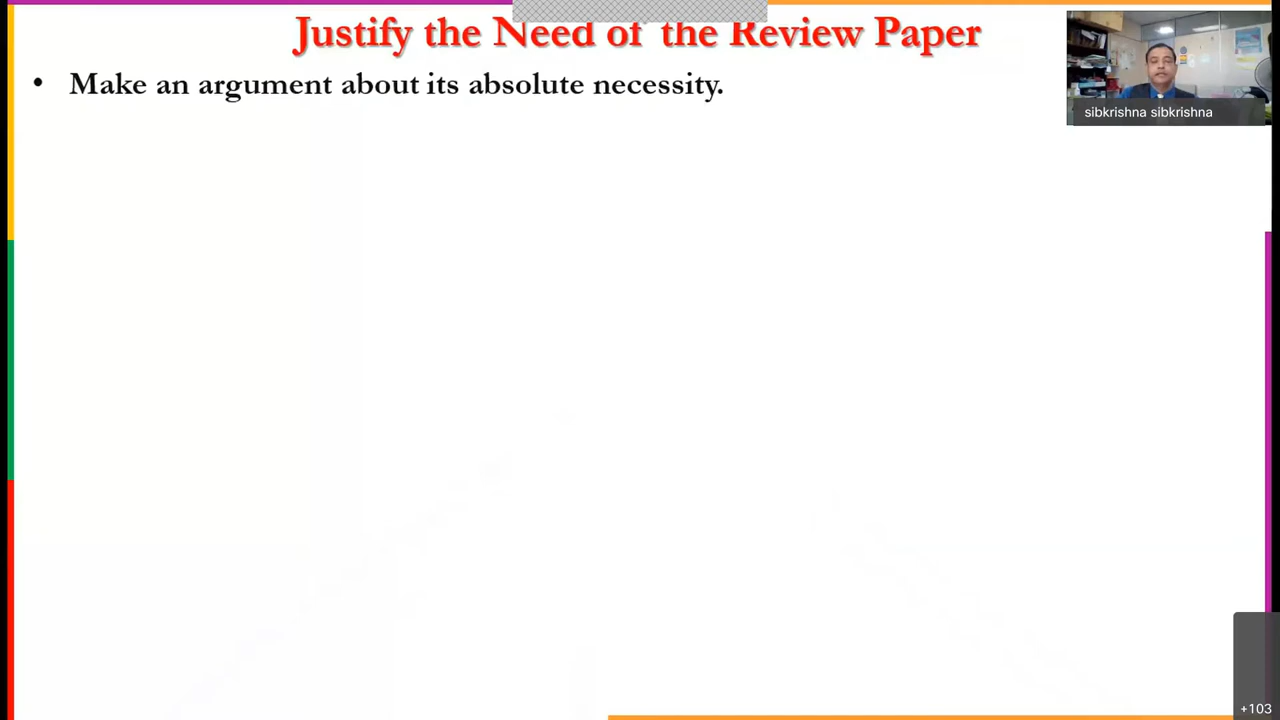 Justify the Need of the Review Paper
• Make an argument about its absolute necessity.
sibkrishna sibkrishna
+103